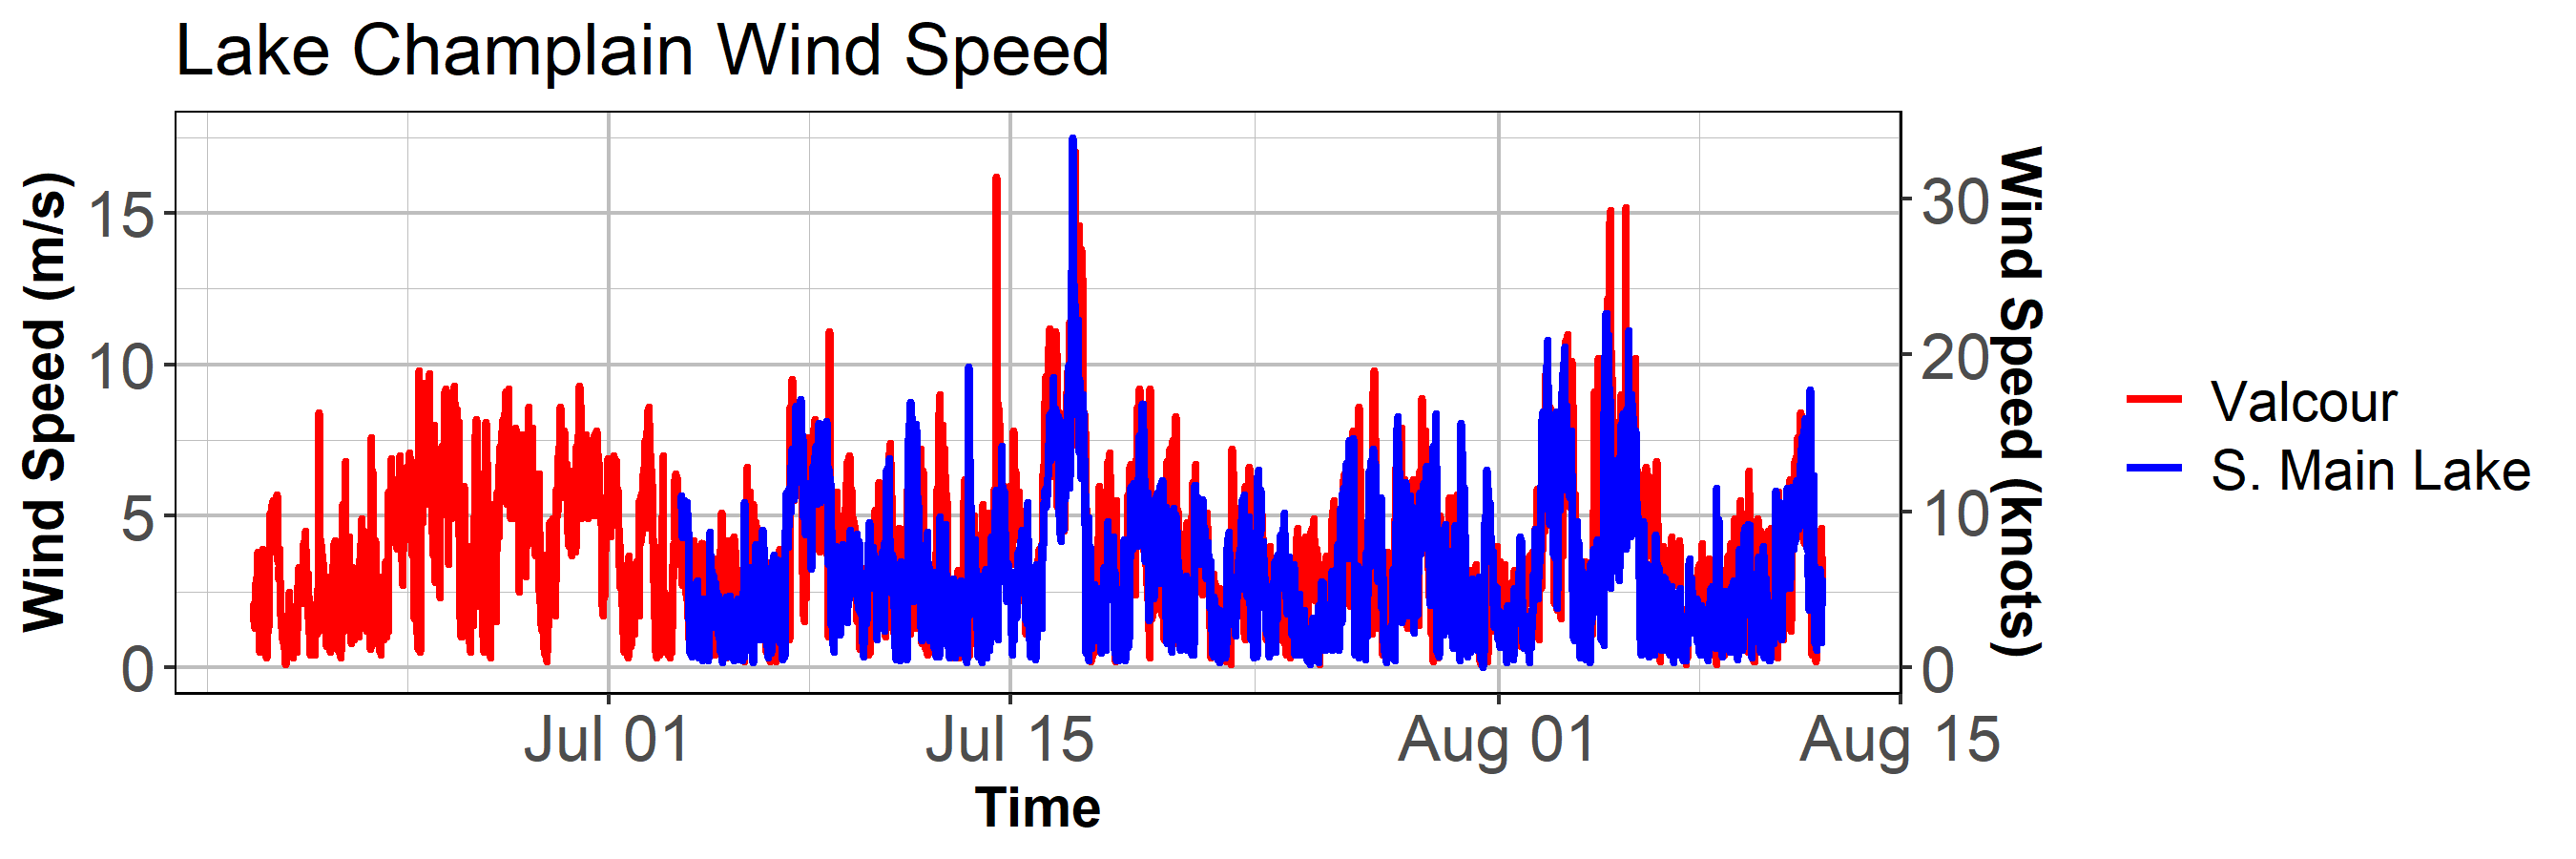 Lake Champlain Wind Speed
Wind Speed (m/s)
15
10
5
0
30
20
10
0
Wind Speed (knots)
Jul 01
Jul 15
Aug 01
Aug 15
Time
Valcour
S. Main Lake